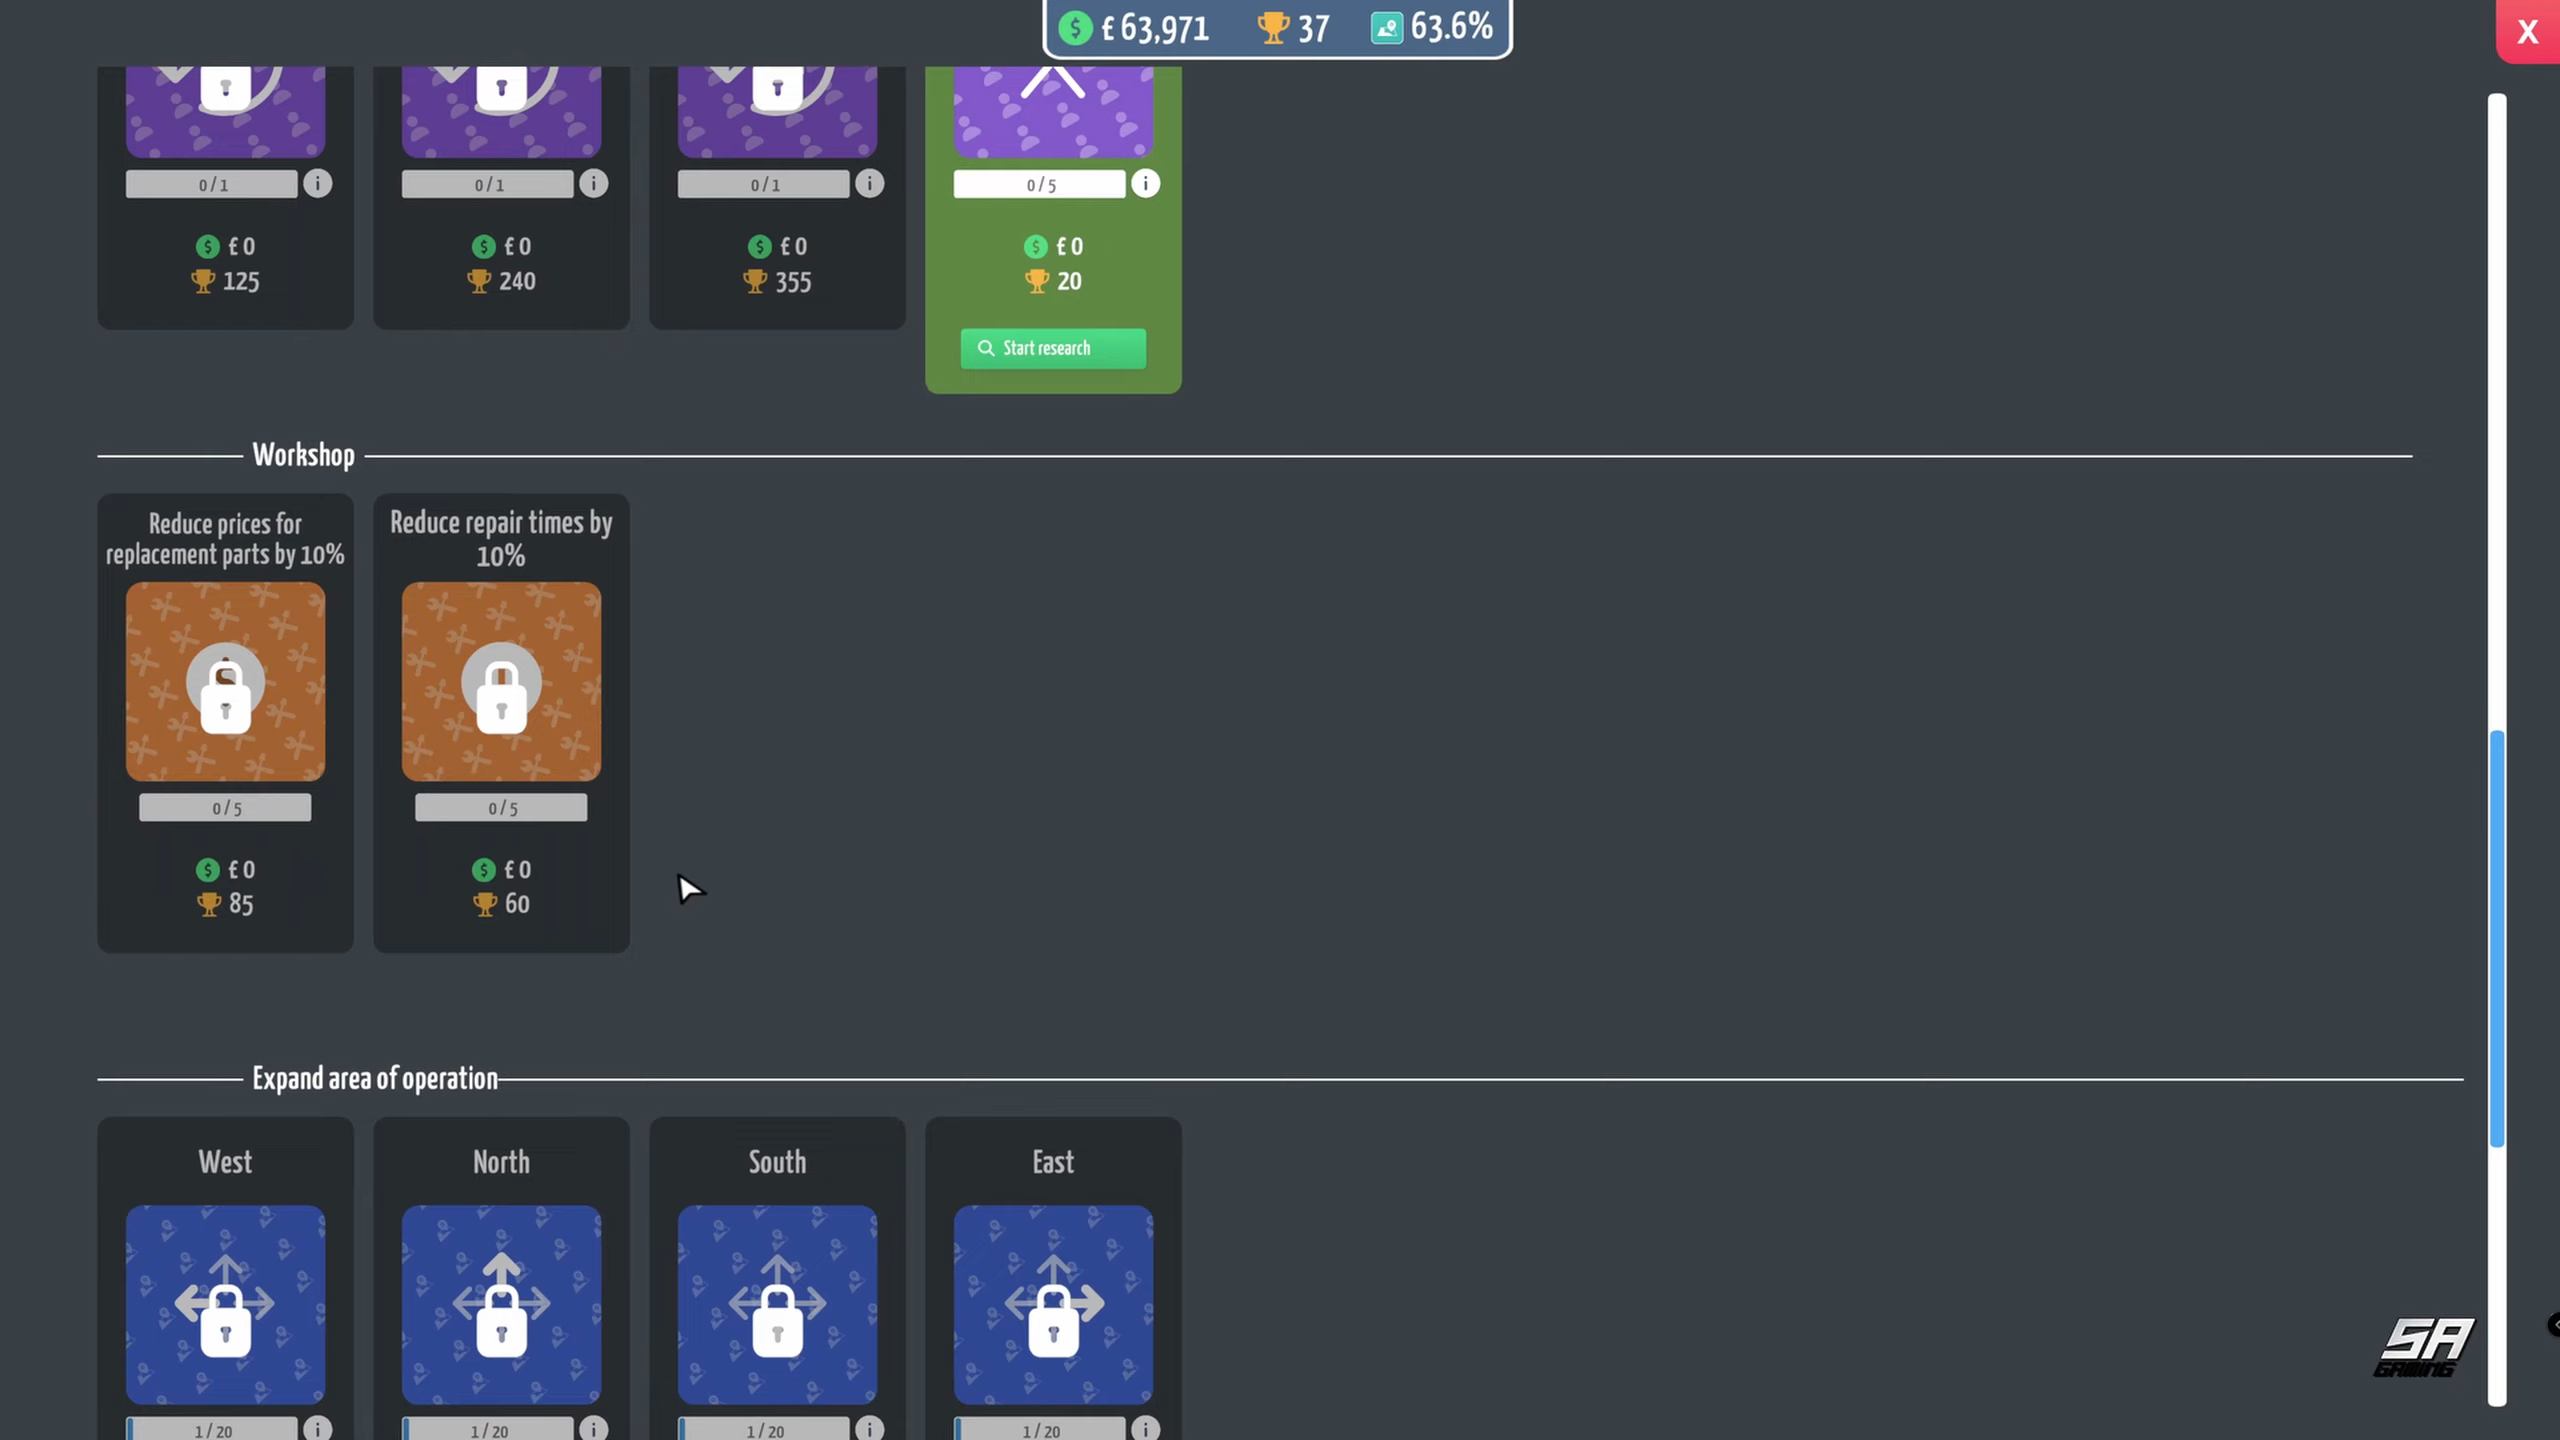 £ 63,971 37 63.6%
X
0 / 1 i 0 / 1 i 0 / 1 i 0 / 5 i
$ £ 0 $ £ 0 $ £ 0 $ £ 0
125 240 355 20
Start research
Workshop
Reduce prices for
replacement parts by 10%
Reduce repair times by
10%
0 / 5 0 / 5
$ £ 0 $ £ 0
85 60
Expand area of operation
West North South East
1 / 20 i 1 / 20 i 1 / 20 i 1 / 20 i
SA
GAMING